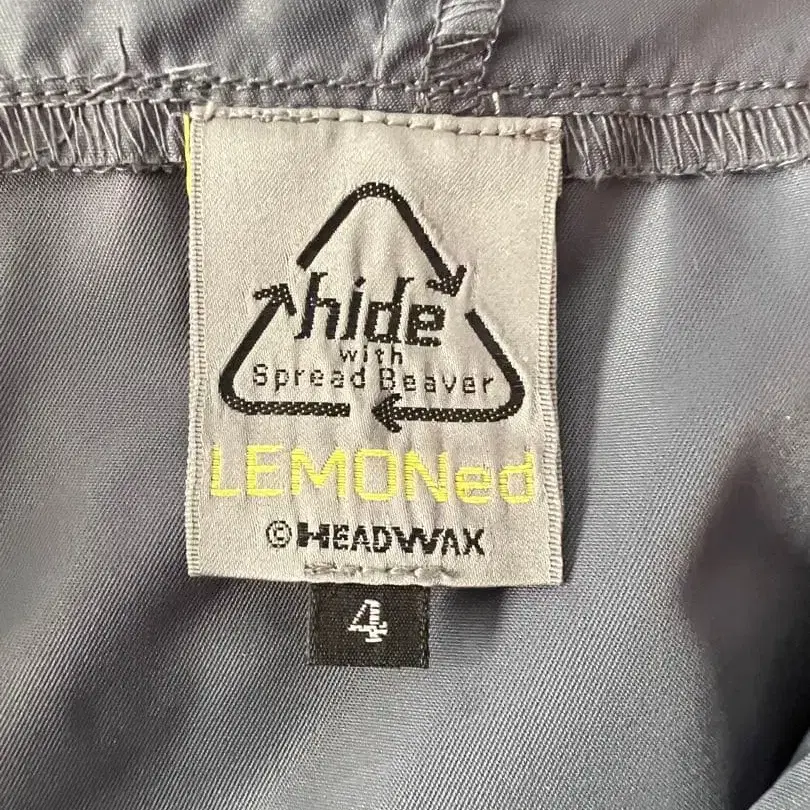 hide
with
Spread Beaver
LEMONed
©HEADWAX
4